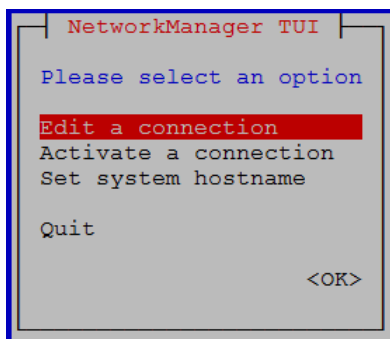 NetworkManager TUI
Please select an option
Edit a connection
Activate a connection
Set system hostname
Quit
<OK>